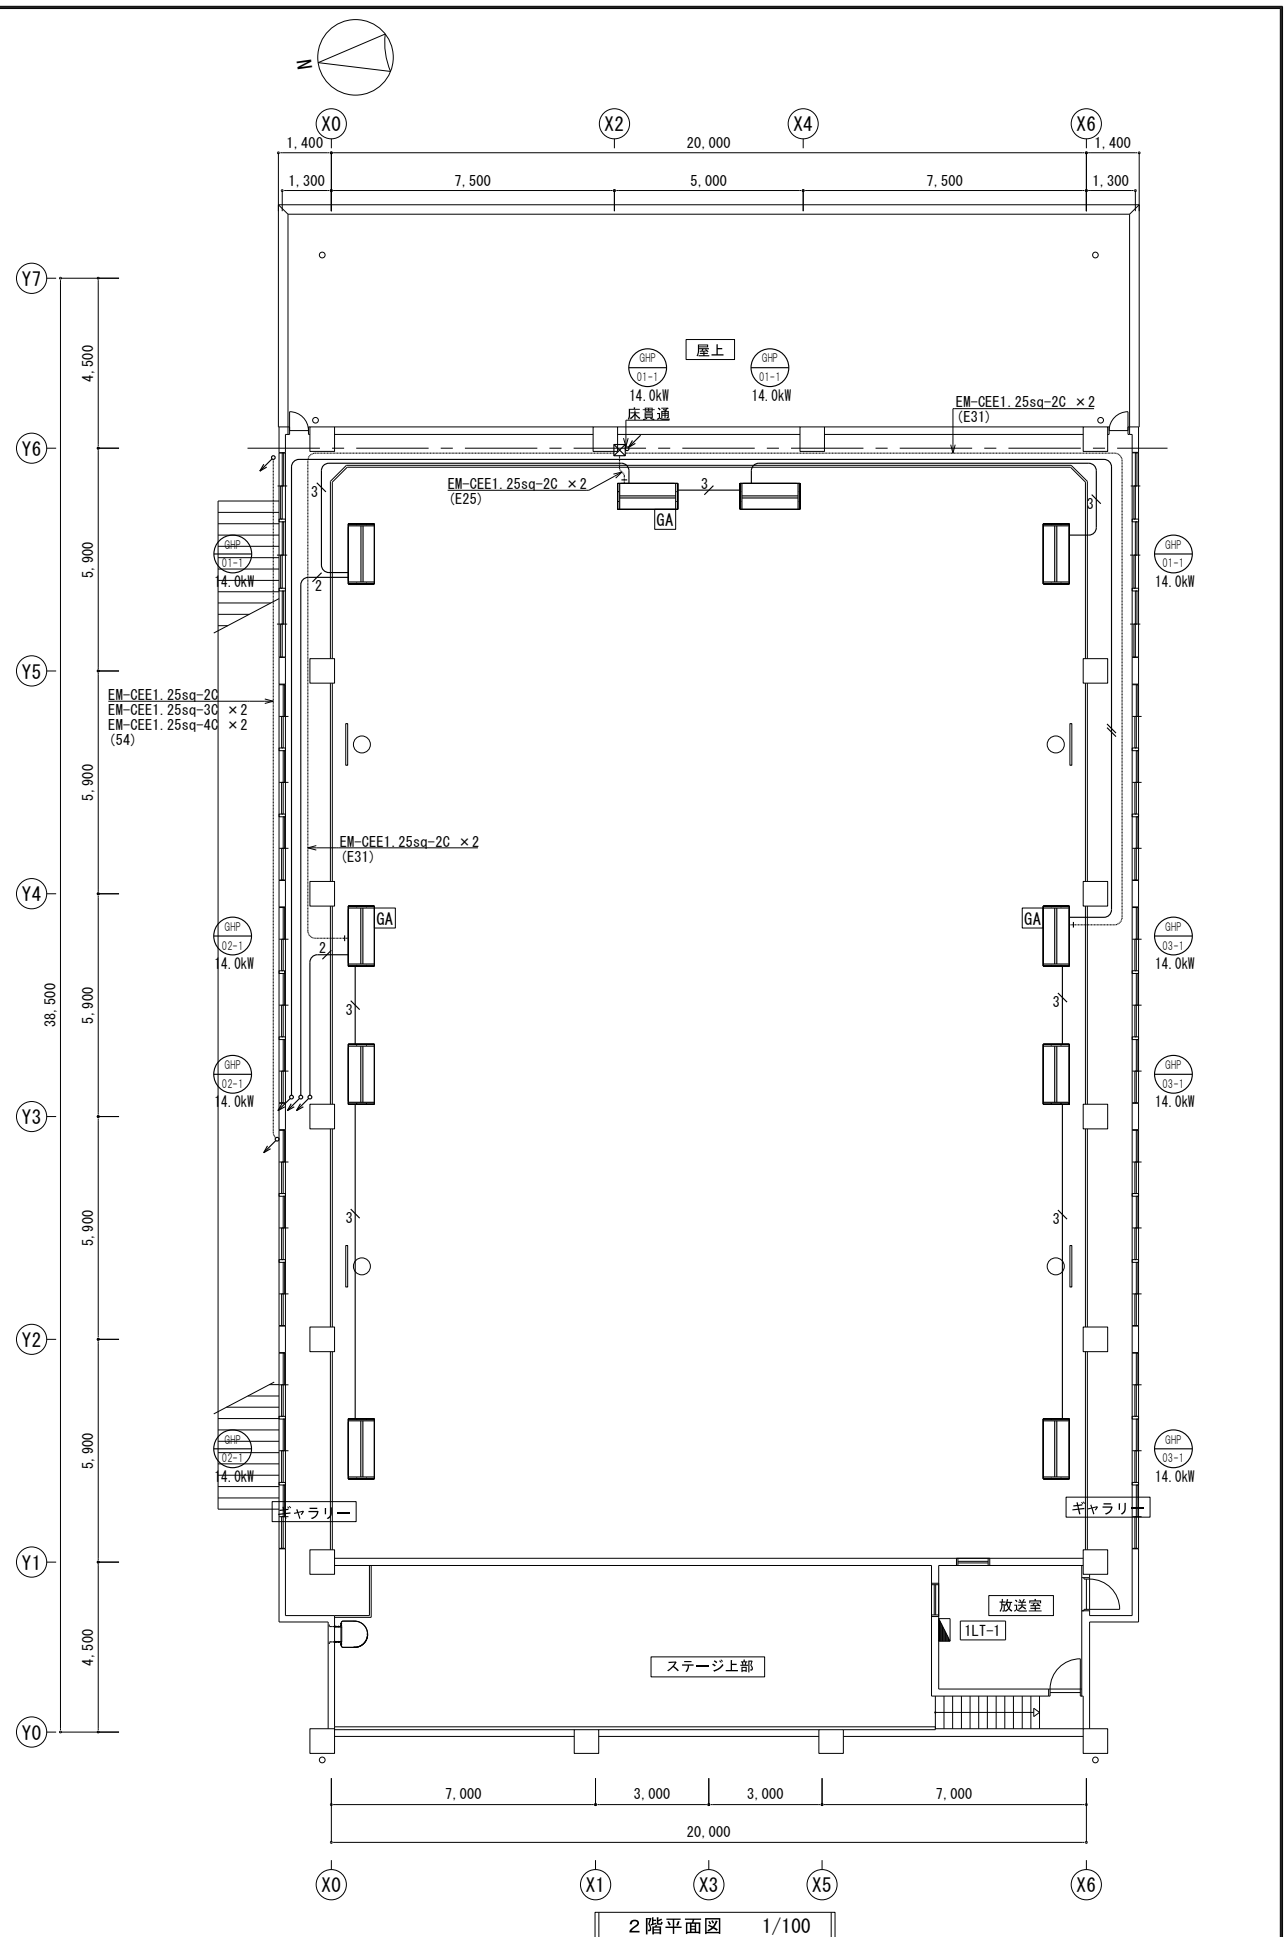 N
X0
X2
X4
X6
1,400
20,000
1,400
1,300
7,500
5,000
7,500
1,300
Y7
4,500
屋上
GHP
01-1
14.0kW
GHP
01-1
14.0kW
床貫通
EM-CEE1.25sq-2C ×2
(E31)
Y6
EM-CEE1.25sq-2C ×2
(E25)
3
3
3
GA
5,900
GHP
01-1
14.0kW
2
GHP
01-1
14.0kW
Y5
EM-CEE1.25sq-2C
EM-CEE1.25sq-3C ×2
EM-CEE1.25sq-4C ×2
(54)
5,900
EM-CEE1.25sq-2C ×2
(E31)
Y4
GA
GA
GHP
02-1
14.0kW
2
GHP
03-1
14.0kW
38,500
5,900
3
3
GHP
02-1
14.0kW
GHP
03-1
14.0kW
Y3
5,900
3
3
Y2
5,900
GHP
02-1
14.0kW
GHP
03-1
14.0kW
ギャラリー
ギャラリー
Y1
放送室
1LT-1
4,500
ステージ上部
Y0
7,000
3,000
3,000
7,000
20,000
X0
X1
X3
X5
X6
2階平面図 1/100